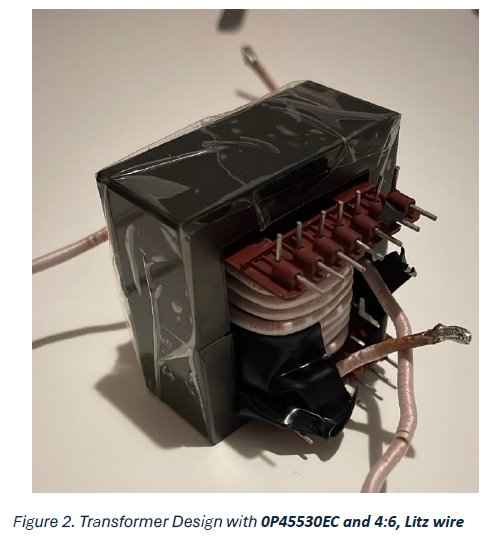 Figure 2. Transformer Design with 0P45530EC and 4:6, Litz wire